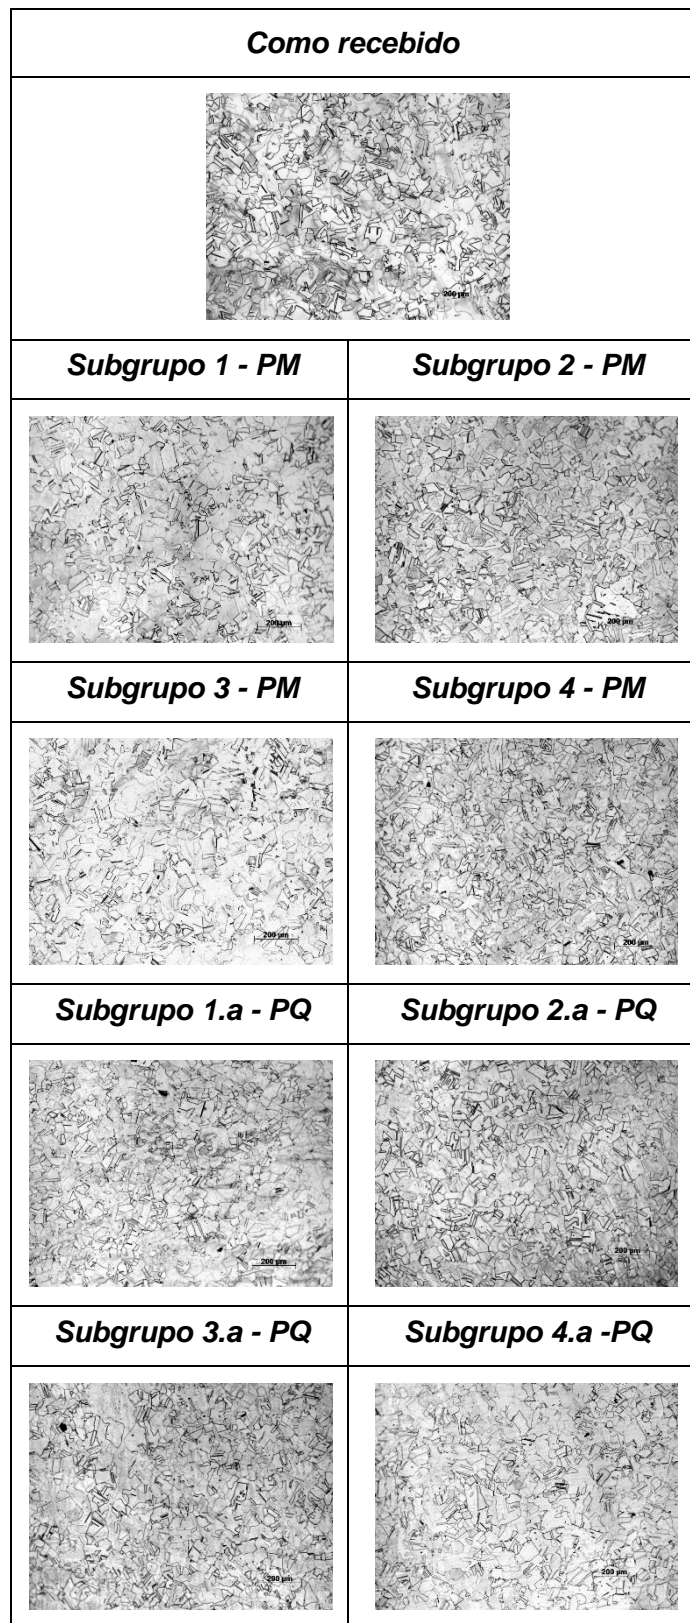 Como recebido
200 µm
Subgrupo 1 - PM
Subgrupo 2 - PM
200 µm
200 µm
Subgrupo 3 - PM
Subgrupo 4 - PM
200 µm
200 µm
Subgrupo 1.a - PQ
Subgrupo 2.a - PQ
200 µm
200 µm
Subgrupo 3.a - PQ
Subgrupo 4.a -PQ
200 µm
200 µm